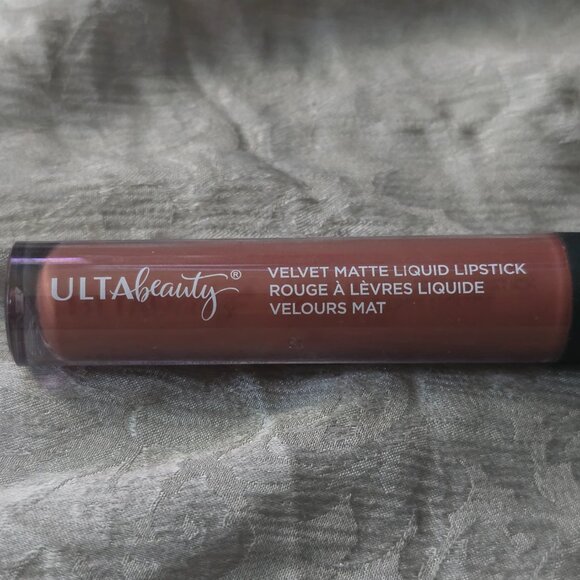 ULTAbeauty®
VELVET MATTE LIQUID LIPSTICK
ROUGE À LÈVRES LIQUIDE
VELOURS MAT